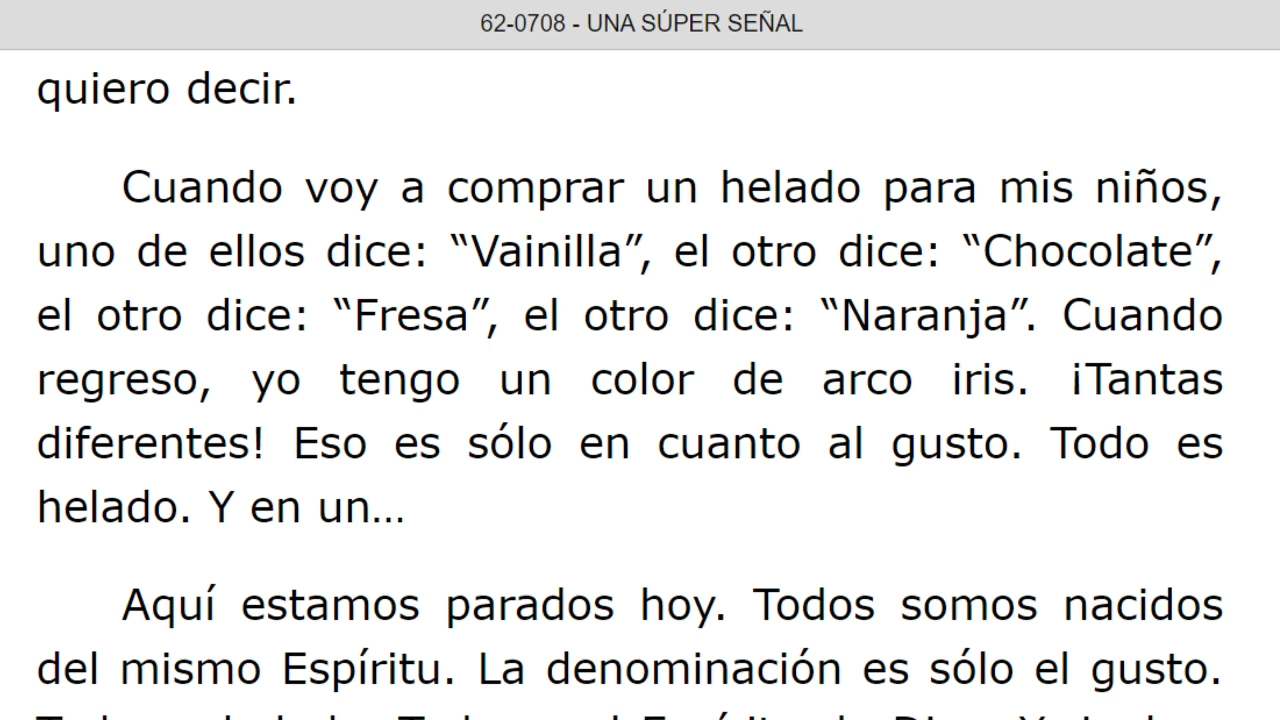 62-0708 - UNA SÚPER SEÑAL
quiero decir.
Cuando voy a comprar un helado para mis niños,
uno de ellos dice: “Vainilla”, el otro dice: “Chocolate”,
el otro dice: “Fresa”, el otro dice: “Naranja”. Cuando
regreso, yo tengo un color de arco iris. ¡Tantas
diferentes! Eso es sólo en cuanto al gusto. Todo es
helado. Y en un…
Aquí estamos parados hoy. Todos somos nacidos
del mismo Espíritu. La denominación es sólo el gusto.